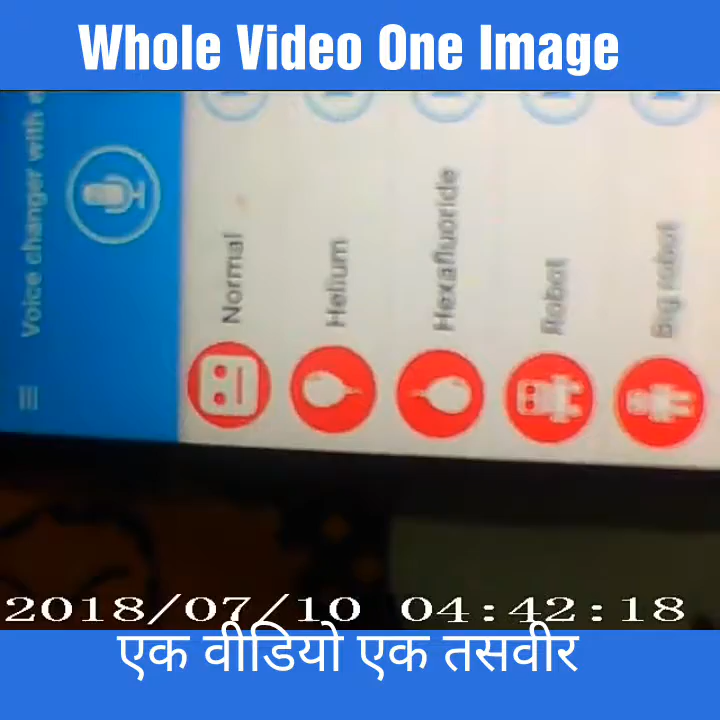 Whole Video One Image
Voice changer with
Normal
Helium
Hexafluoride
Robot
Big robot
2018/07/10 04:42:18
एक वीडियो एक तसवीर